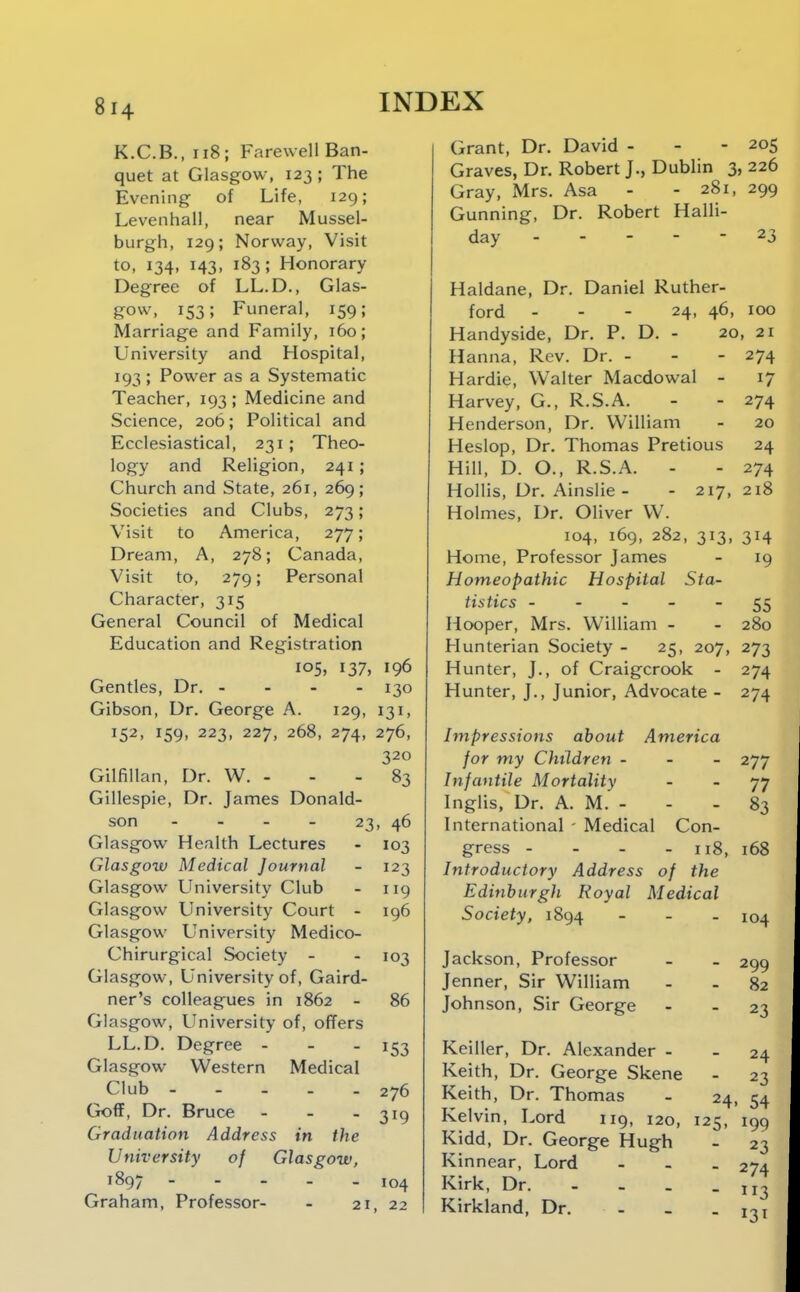 814
INDEX
K.C.B., 118; Farewell Ban-
quet at Glasgow, 123; The
Evening of Life, 129;
Levenhall, near Mussel-
burgh, 129; Norway, Visit
to, 134, 143, 183; Honorary
Degree of LL.D., Glas-
gow, 153; Funeral, 159;
Marriage and Family, 160;
University and Hospital,
193; Power as a Systematic
Teacher, 193; Medicine and
Science, 206; Political and
Ecclesiastical, 231; Theo-
logy and Religion, 241;
Church and State, 261, 269;
Societies and Clubs, 273;
Visit to America, 277;
Dream, A, 278; Canada,
Visit to, 279; Personal
Character, 315
General Council of Medical
Education and Registration
105, 137, 196
Gentles, Dr. - - - - 130
Gibson, Dr. George A. 129, 131,
152, 159, 223, 227, 268, 274, 276,
320
Gilfillan, Dr. W. - - - 83
Gillespie, Dr. James Donald-
son - - - - 23, 46
Glasgow Health Lectures - 103
Glasgow Medical Journal - 123
Glasgow University Club - 119
Glasgow University Court - 196
Glasgow University Medico-
Chirurgical Society - - 103
Glasgow, University of, Gaird-
ner's colleagues in 1862 - 86
Glasgow, University of, offers
LL.D. Degree - - - 153
Glasgow Western Medical
Club - - - - - 276
Goff, Dr. Bruce - - - 319
Graduation Address in the
University of Glasgow,
1897 - - - - - 104
Graham, Professor- - 21, 22
Grant, Dr. David - - - 205
Graves, Dr. Robert J., Dublin 3, 226
Gray, Mrs. Asa - - 281, 299
Gunning, Dr. Robert Halli-
day - - - - - 23
Haldane, Dr. Daniel Ruther-
ford - - - 24, 46, 100
Handyside, Dr. P. D. - 20, 21
Hanna, Rev. Dr. - - - 274
Hardie, Walter Macdowal - 17
Harvey, G., R.S.A. - - 274
Henderson, Dr. William - 20
Heslop, Dr. Thomas Pretious 24
Hill, D. O., R.S.A. - - 274
Hollis, Dr. Ainslie - - 217, 218
Holmes, Dr. Oliver W.
104, 169, 282, 313, 314
Home, Professor James - 19
Homeopathic Hospital Sta-
tistics - - - - - 55
Hooper, Mrs. William - - 280
Hunterian Society - 25, 207, 273
Hunter, J., of Craigcrook - 274
Hunter, J., Junior, Advocate - 274
Impressions about America
for my Children - - - 277
Infantile Mortality - - 77
Inglis, Dr. A. M. - - - 83
International Medical Con-
gress - - - - 118, 168
Introductory Address of the
Edinburgh Royal Medical
Society, 1894 - - - 104
Jackson, Professor - - 299
Jenner, Sir William - - 82
Johnson, Sir George - - 23
Keiller, Dr. Alexander - - 24
Keith, Dr. George Skene - 23
Keith, Dr. Thomas - 24, 54
Kelvin, Lord 119, 120, 125, 199
Kidd, Dr. George Hugh - 23
Kinnear, Lord - - - 274
Kirk, Dr. - - - - 113
Kirkland, Dr. - - - 131